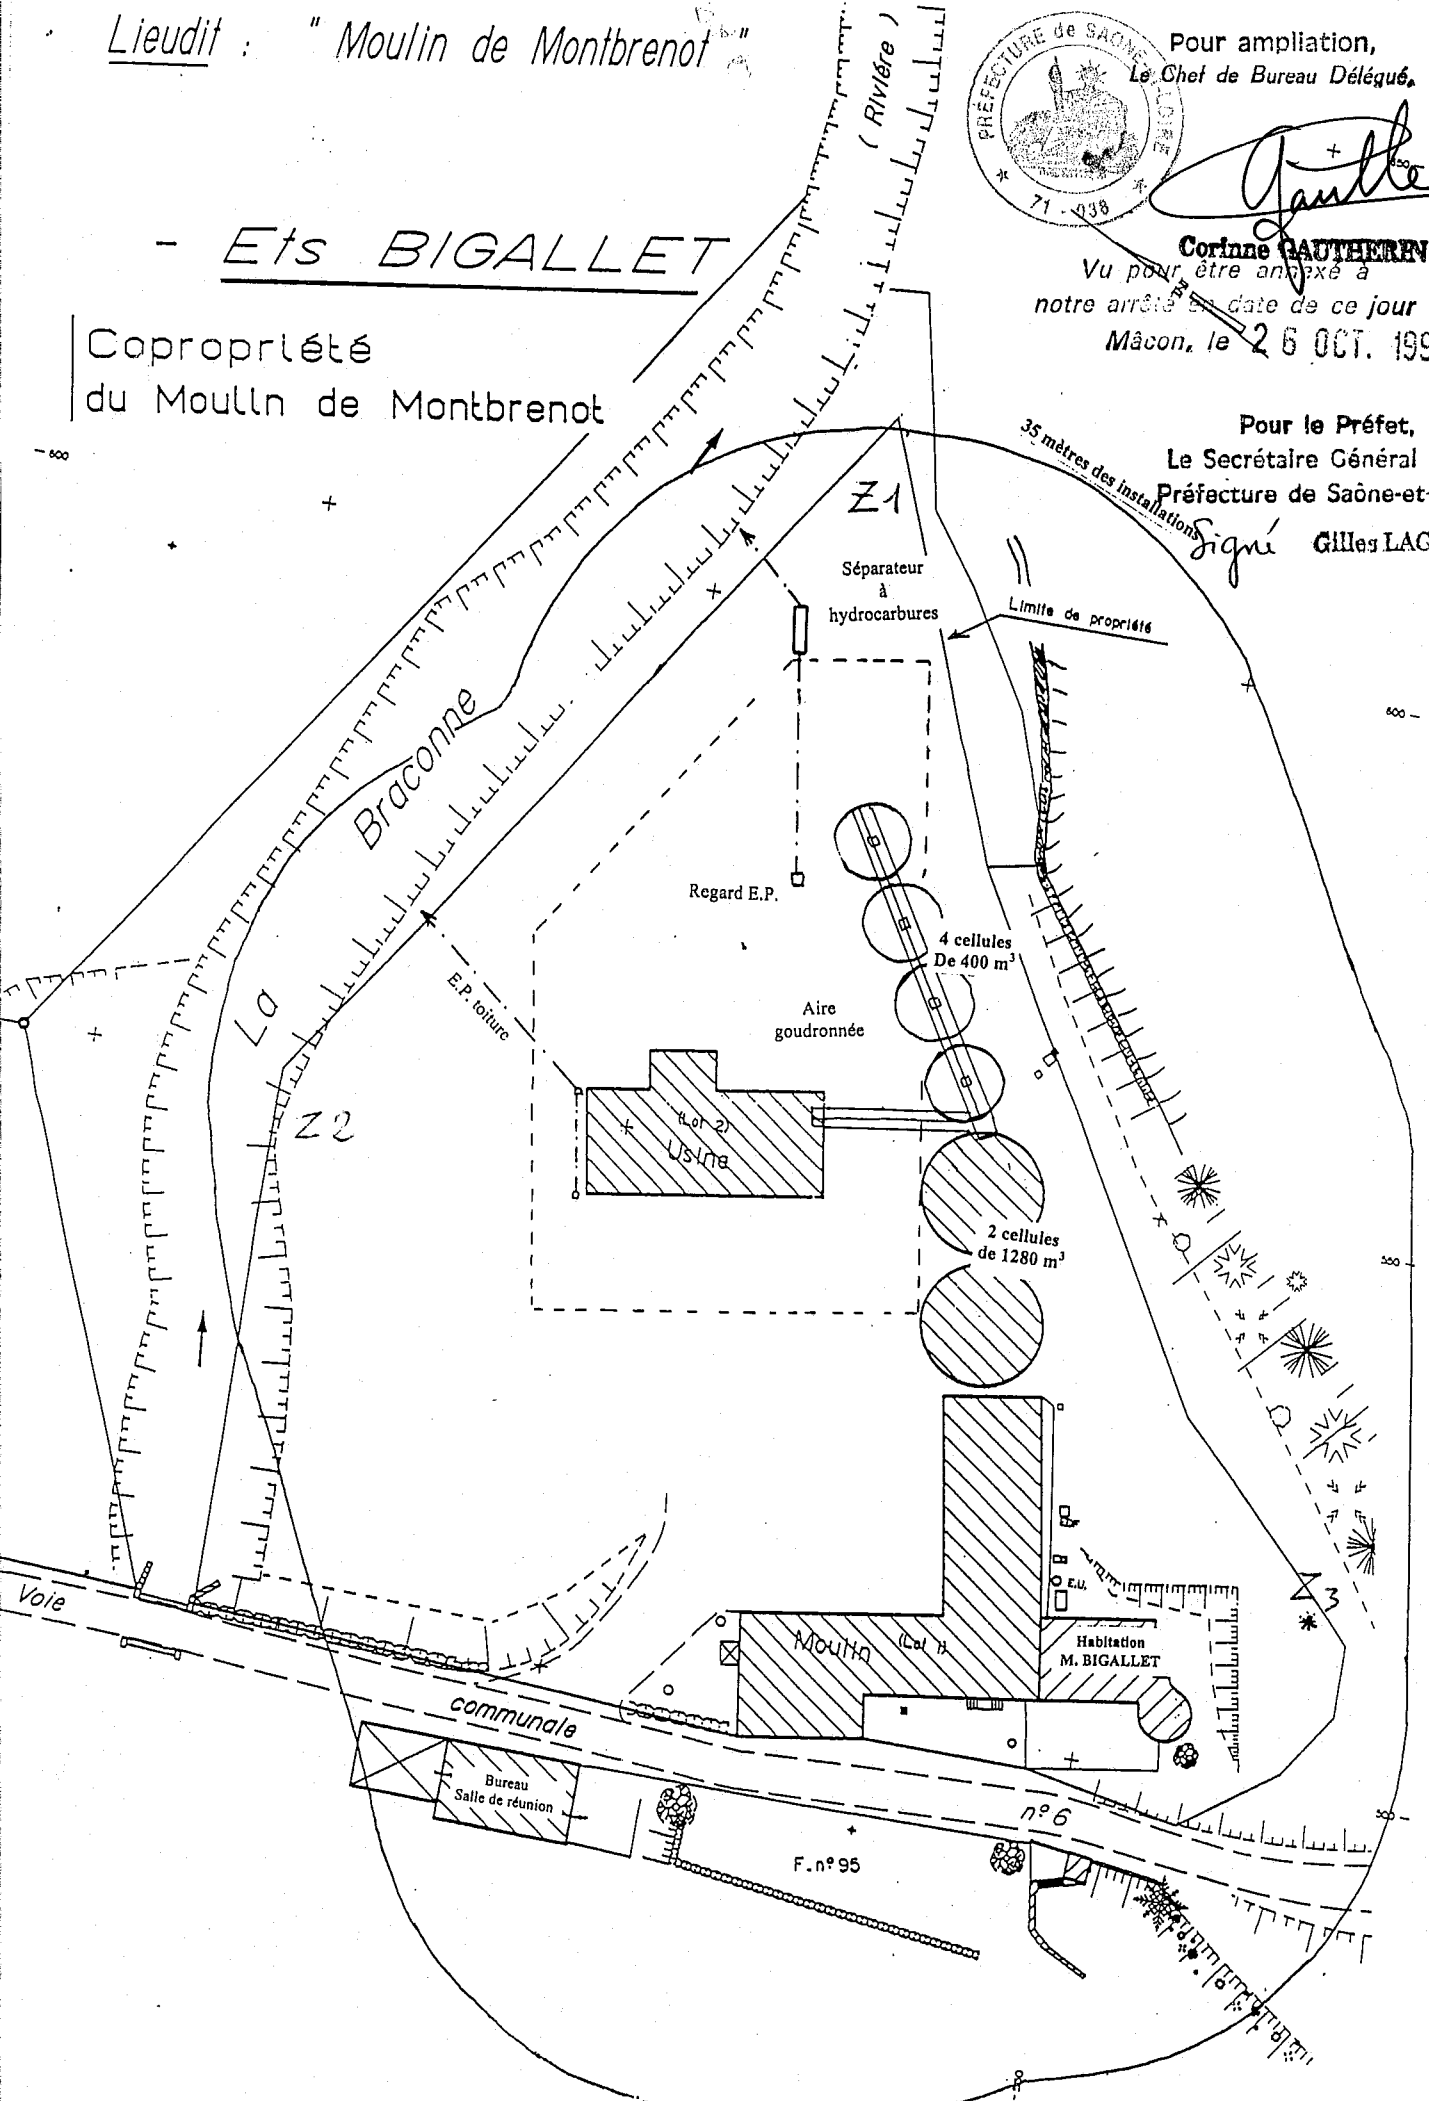 Lieudit : " Moulin de Montbrenot "
(Rivière)
PRÉFECTURE de SAÔNE LOIRE
71 - 038
Pour ampliation,
Le Chef de Bureau Délégué,
Corinne GAUTHERIN
Vu pour être annexé à
notre arrêté en date de ce jour
Mâcon, le 26 OCT. 199
- Ets BIGALLET
Copropriété
du Moulin de Montbrenot
Pour le Préfet,
Le Secrétaire Général
Préfecture de Saône-et-
Signé Gilles LAG
35 mètres des installations
600
Z1
Séparateur
à
hydrocarbures
Limite de propriété
600
La Braconne
Regard E.P.
4 cellules
De 400 m³
E.P. toiture
Aire
goudronnée
Z2
(Lot 2)
Usine
2 cellules
de 1280 m³
550
E.U.
Z3
Voie communale n° 6
Moulin (Lot 1)
Habitation
M. BIGALLET
Bureau
Salle de réunion
500
F. n° 95